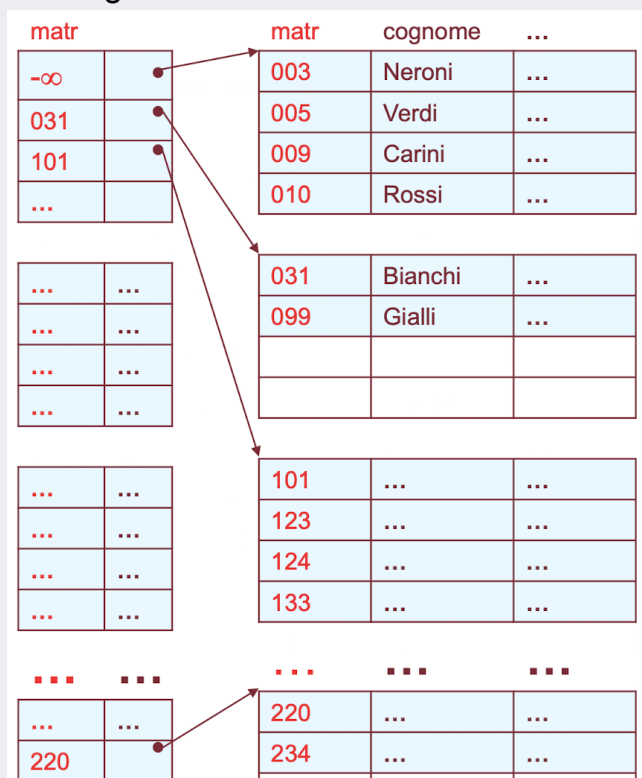 matr matr cognome ...
-∞ 003 Neroni ...
031 005 Verdi ...
101 009 Carini ...
... 010 Rossi ...
... ... 031 Bianchi ...
... ... 099 Gialli ...
... ...
... ...
... ... 101 ... ...
... ... 123 ... ...
... ... 124 ... ...
... ... 133 ... ...
... ... ... ... ...
... ... 220 ... ...
220 234 ... ...